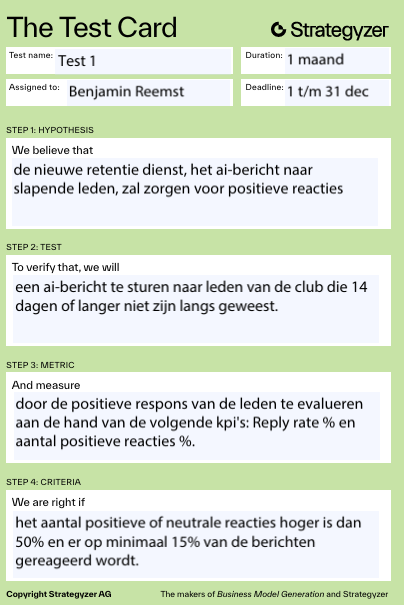 The Test Card
Strategyzer
Test name: Test 1
Duration: 1 maand
Assigned to: Benjamin Reemst
Deadline: 1 t/m 31 dec
STEP 1: HYPOTHESIS
We believe that
de nieuwe retentie dienst, het ai-bericht naar
slapende leden, zal zorgen voor positieve reacties
STEP 2: TEST
To verify that, we will
een ai-bericht te sturen naar leden van de club die 14
dagen of langer niet zijn langs geweest.
STEP 3: METRIC
And measure
door de positieve respons van de leden te evalueren
aan de hand van de volgende kpi's: Reply rate % en
aantal positieve reacties %.
STEP 4: CRITERIA
We are right if
het aantal positieve of neutrale reacties hoger is dan
50% en er op minimaal 15% van de berichten
gereageerd wordt.
Copyright Strategyzer AG
The makers of Business Model Generation and Strategyzer